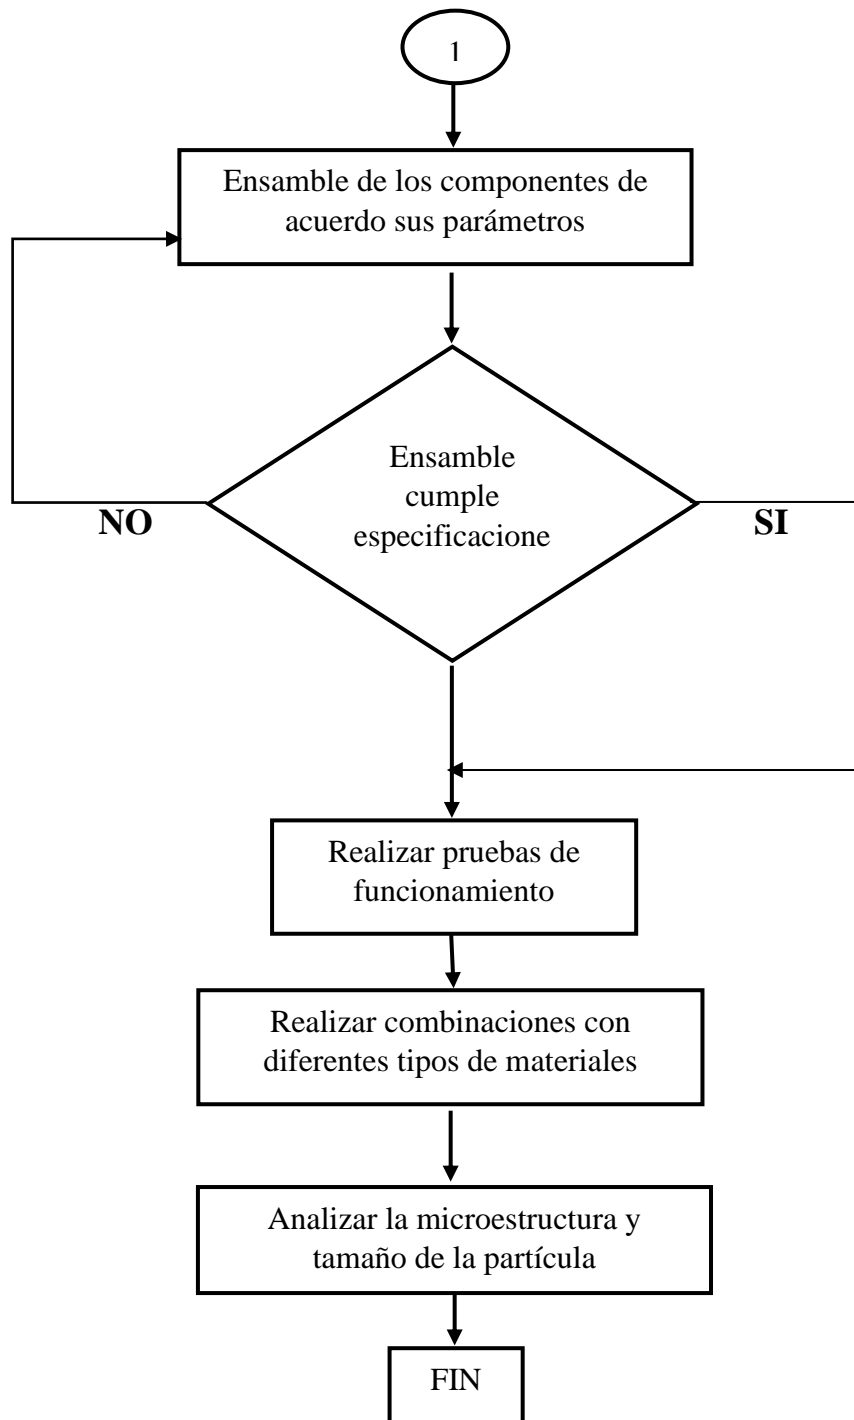 1
Ensamble de los componentes de
acuerdo sus parámetros
Ensamble
cumple
especificacione
NO
SI
Realizar pruebas de
funcionamiento
Realizar combinaciones con
diferentes tipos de materiales
Analizar la microestructura y
tamaño de la partícula
FIN